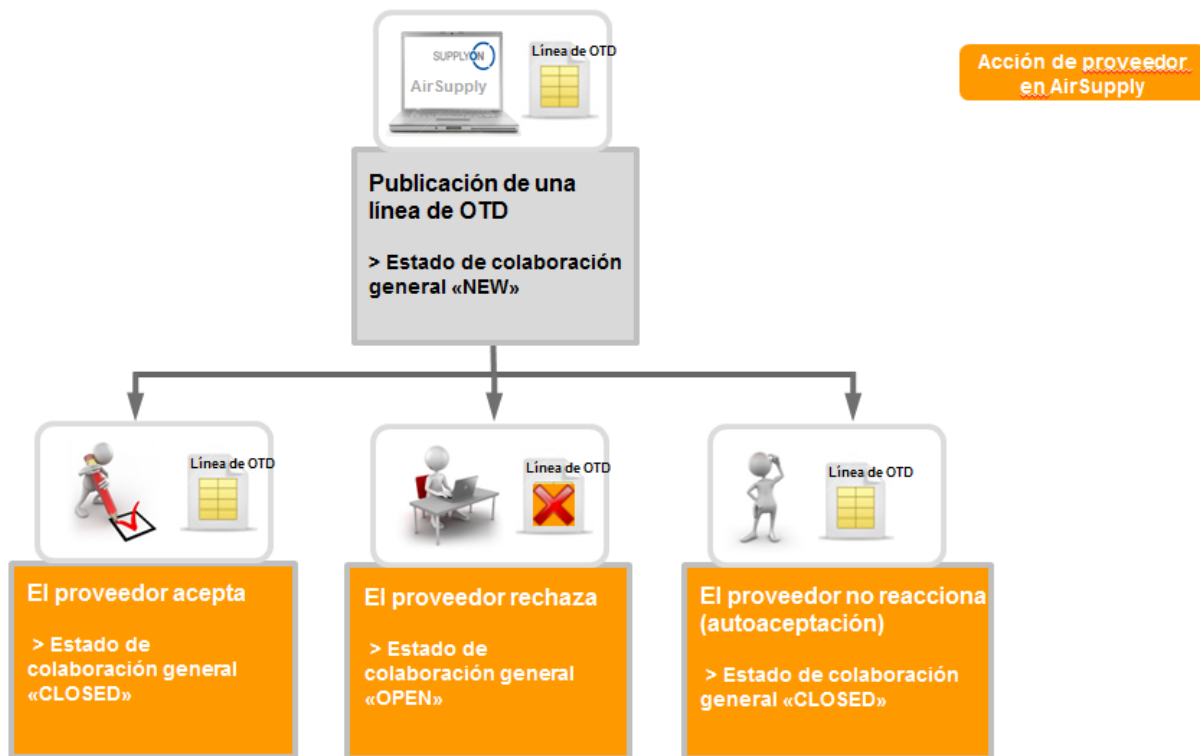 SUPPLYON
AirSupply
Línea de OTD
Acción de proveedor
en AirSupply
Publicación de una
línea de OTD
> Estado de colaboración
general «NEW»
Línea de OTD
Línea de OTD
Línea de OTD
El proveedor acepta
> Estado de
colaboración general
«CLOSED»
El proveedor rechaza
> Estado de
colaboración general
«OPEN»
El proveedor no reacciona
(autoaceptación)
> Estado de colaboración
general «CLOSED»